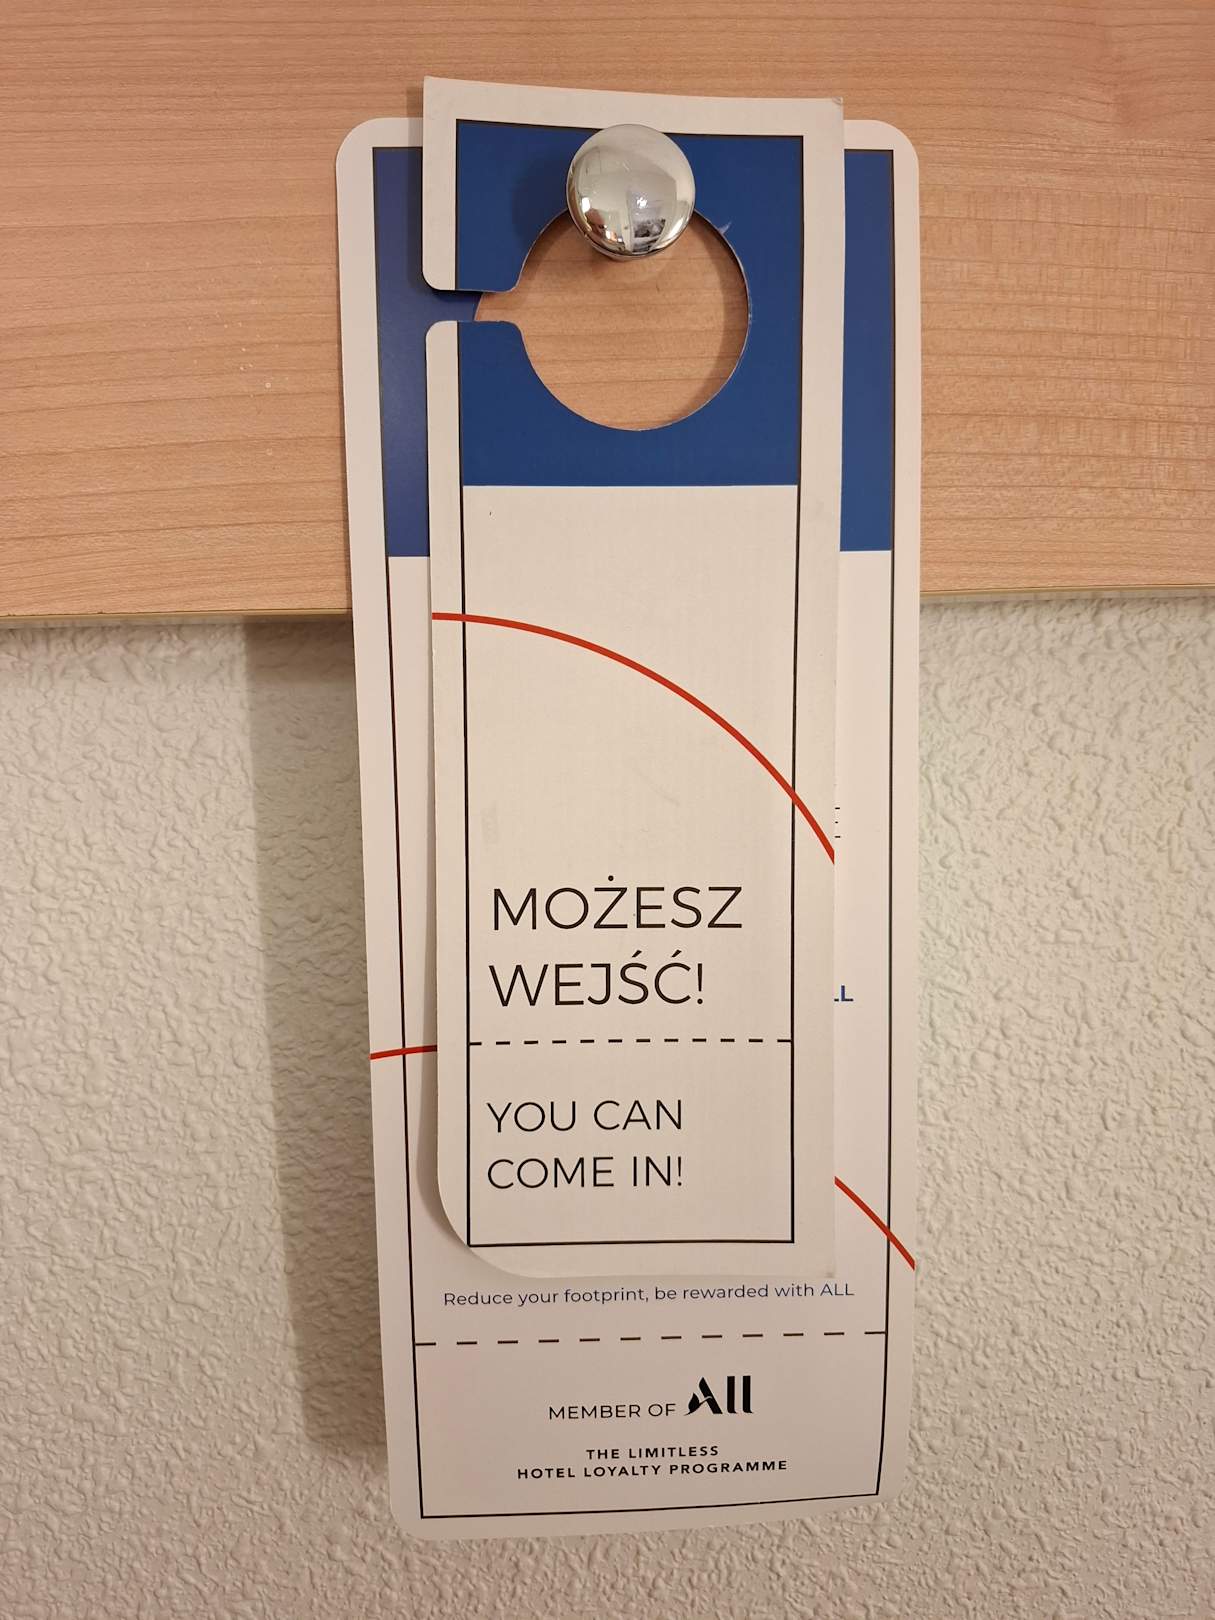 MOŻESZ
WEJŚĆ!
YOU CAN
COME IN!
Reduce your footprint, be rewarded with ALL
MEMBER OF ALL
THE LIMITLESS
HOTEL LOYALTY PROGRAMME